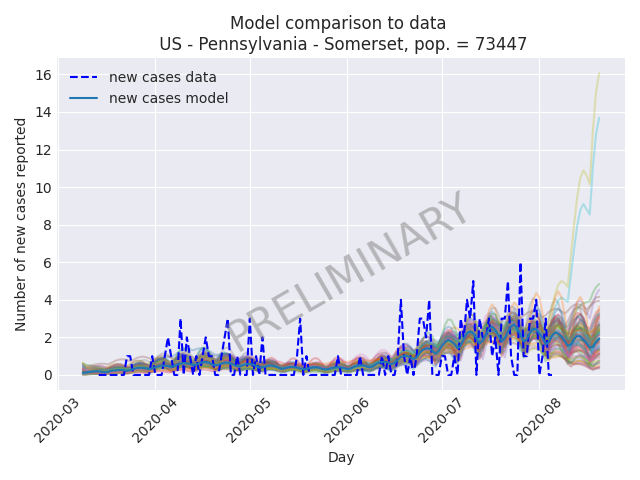 Model comparison to data
US - Pennsylvania - Somerset, pop. = 73447
new cases data
new cases model
Number of new cases reported
16
14
12
10
8
6
4
2
0
PRELIMINARY
2020-03
2020-04
2020-05
2020-06
2020-07
2020-08
Day